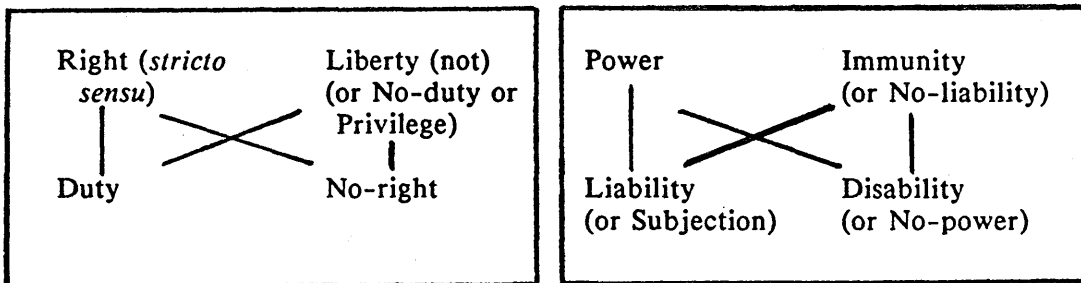 Right (stricto
sensu)
Liberty (not)
(or No-duty or
Privilege)
Duty
No-right
Power
Immunity
(or No-liability)
Liability
(or Subjection)
Disability
(or No-power)